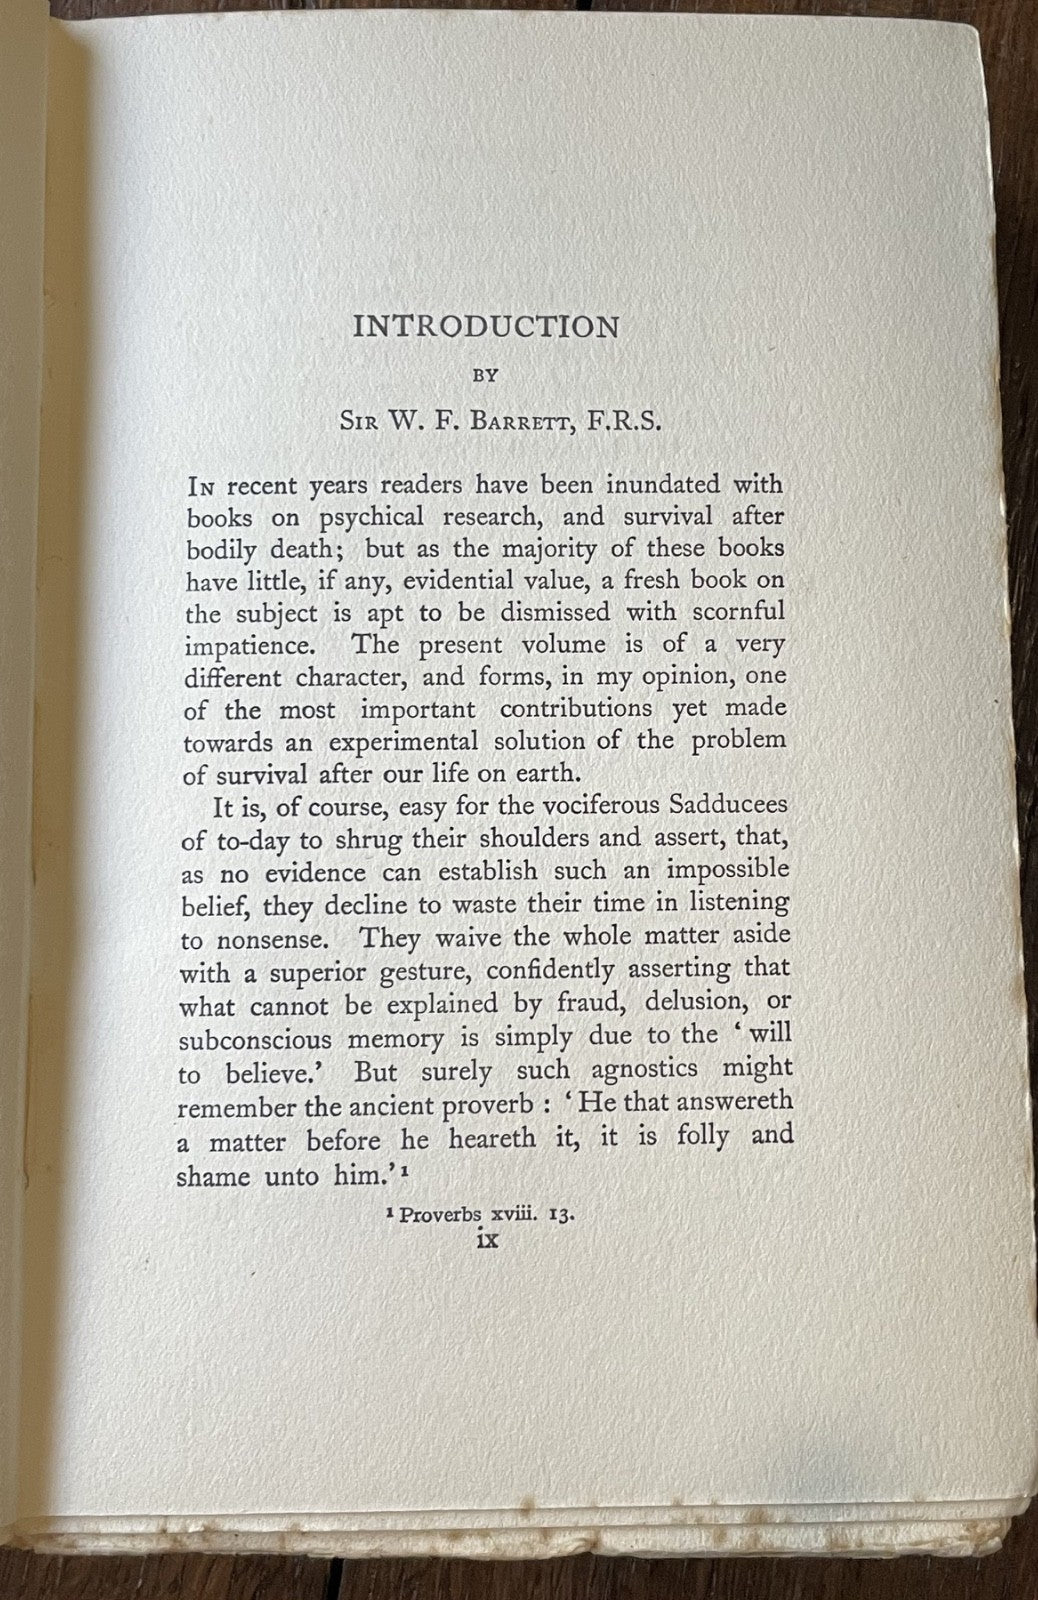 INTRODUCTION
BY
SIR W. F. BARRETT, F.R.S.
IN recent years readers have been inundated with
books on psychical research, and survival after
bodily death; but as the majority of these books
have little, if any, evidential value, a fresh book on
the subject is apt to be dismissed with scornful
impatience. The present volume is of a very
different character, and forms, in my opinion, one
of the most important contributions yet made
towards an experimental solution of the problem
of survival after our life on earth.
It is, of course, easy for the vociferous Sadducees
of to-day to shrug their shoulders and assert, that,
as no evidence can establish such an impossible
belief, they decline to waste their time in listening
to nonsense. They waive the whole matter aside
with a superior gesture, confidently asserting that
what cannot be explained by fraud, delusion, or
subconscious memory is simply due to the ‘ will
to believe.’ But surely such agnostics might
remember the ancient proverb : ‘ He that answereth
a matter before he heareth it, it is folly and
shame unto him.’¹
¹ Proverbs xviii. 13.
ix